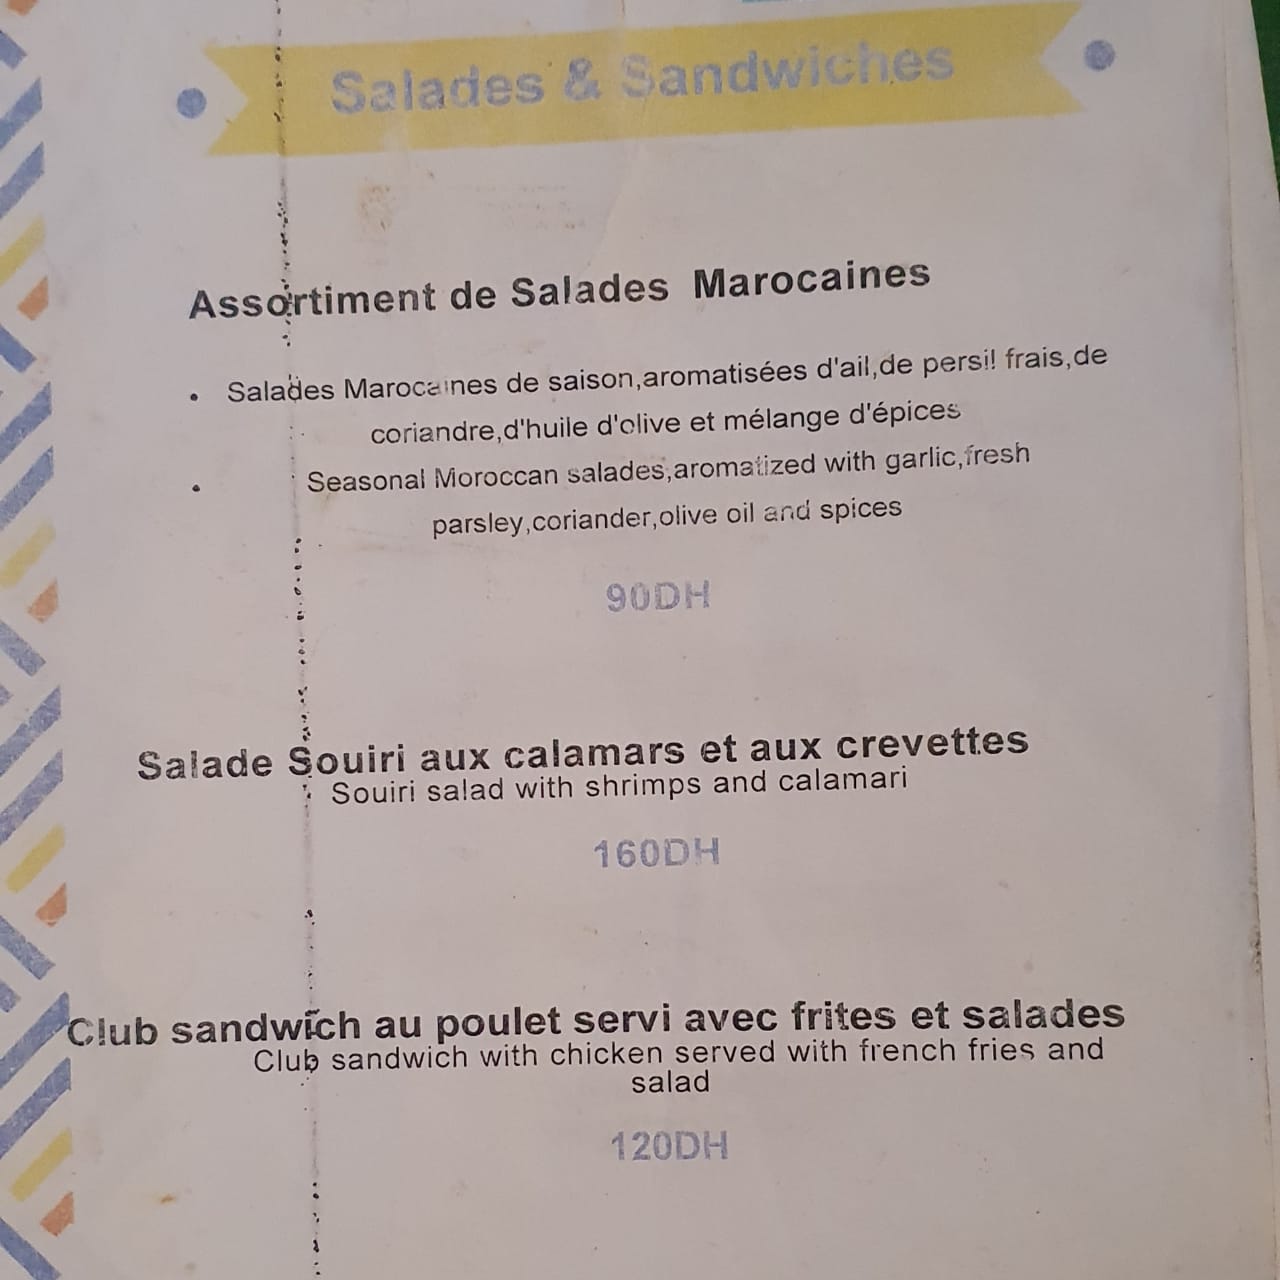 Salades & Sandwiches
Assortiment de Salades Marocaines
• Salades Marocaines de saison,aromatisées d'ail,de persil frais,de
coriandre,d'huile d'olive et mélange d'épices
• Seasonal Moroccan salades,aromatized with garlic,fresh
parsley,coriander,olive oil and spices
90DH
Salade Souiri aux calamars et aux crevettes
Souiri salad with shrimps and calamari
160DH
Club sandwich au poulet servi avec frites et salades
Club sandwich with chicken served with french fries and
salad
120DH